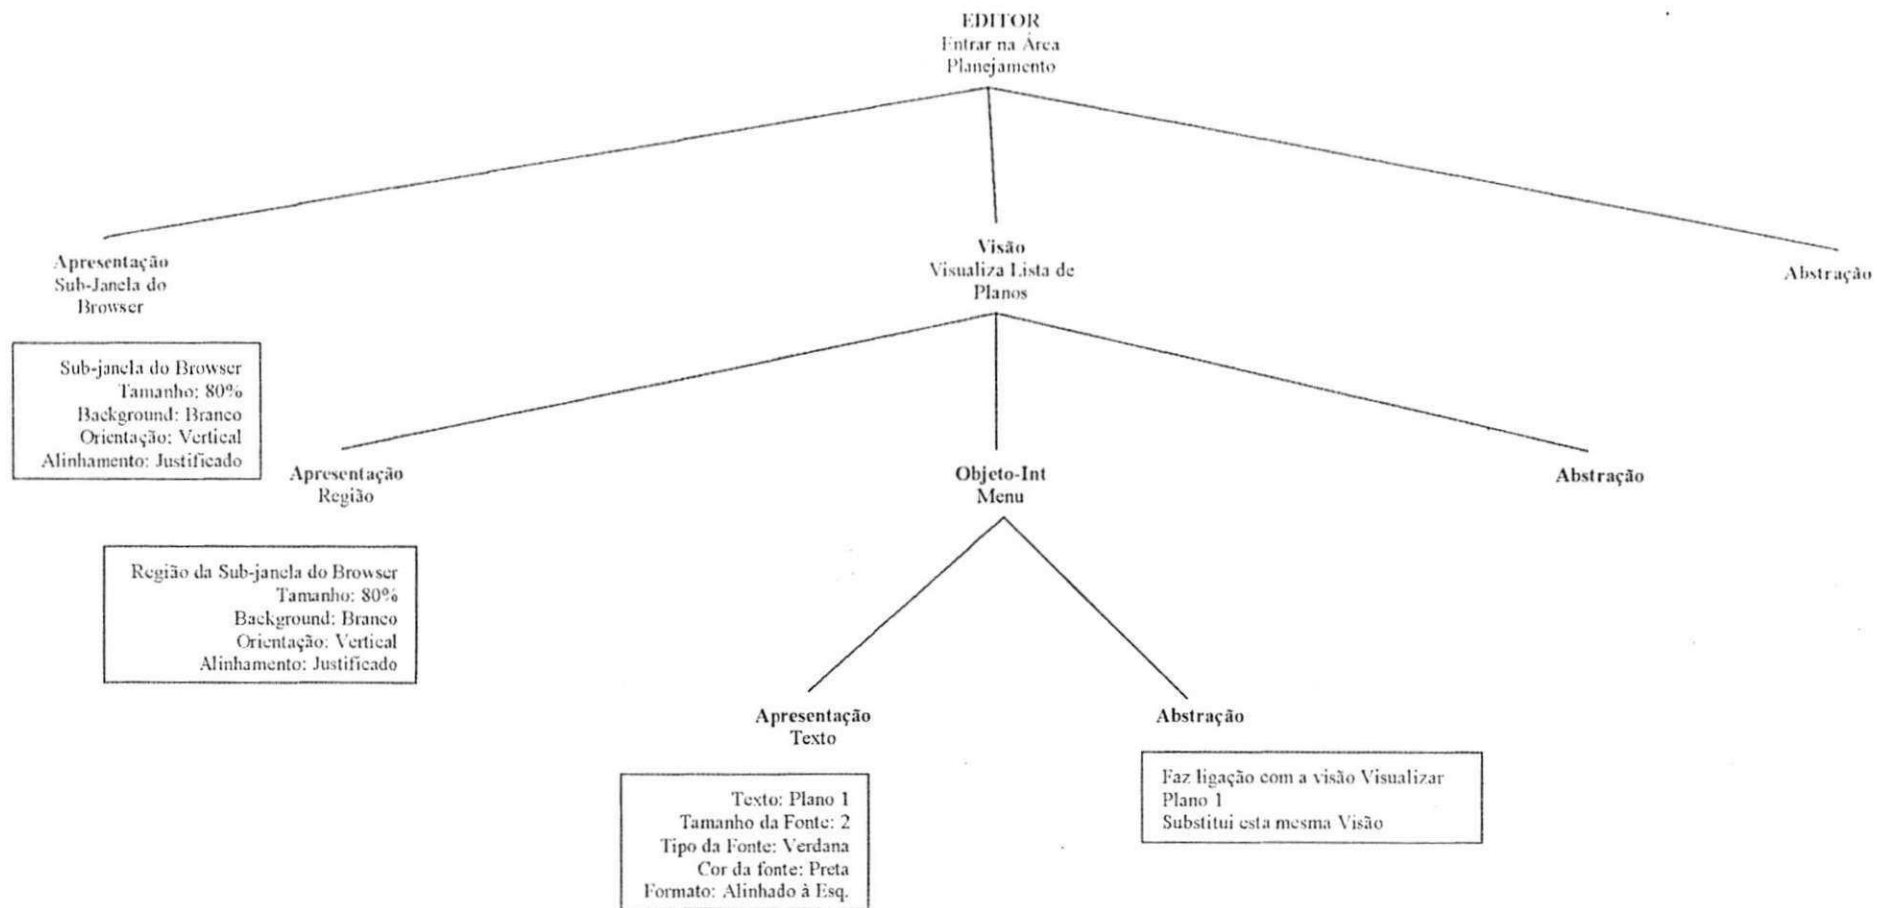 EDITOR
Entrar na Área
Planejamento
Apresentação
Sub-Janela do
Browser
Visão
Visualiza Lista de
Planos
Abstração
Sub-janela do Browser
Tamanho: 80%
Background: Branco
Orientação: Vertical
Alinhamento: Justificado
Apresentação
Região
Objeto-Int
Menu
Abstração
Região da Sub-janela do Browser
Tamanho: 80%
Background: Branco
Orientação: Vertical
Alinhamento: Justificado
Apresentação
Texto
Abstração
Texto: Plano 1
Tamanho da Fonte: 2
Tipo da Fonte: Verdana
Cor da fonte: Preta
Formato: Alinhado à Esq.
Faz ligação com a visão Visualizar
Plano 1
Substitui esta mesma Visão